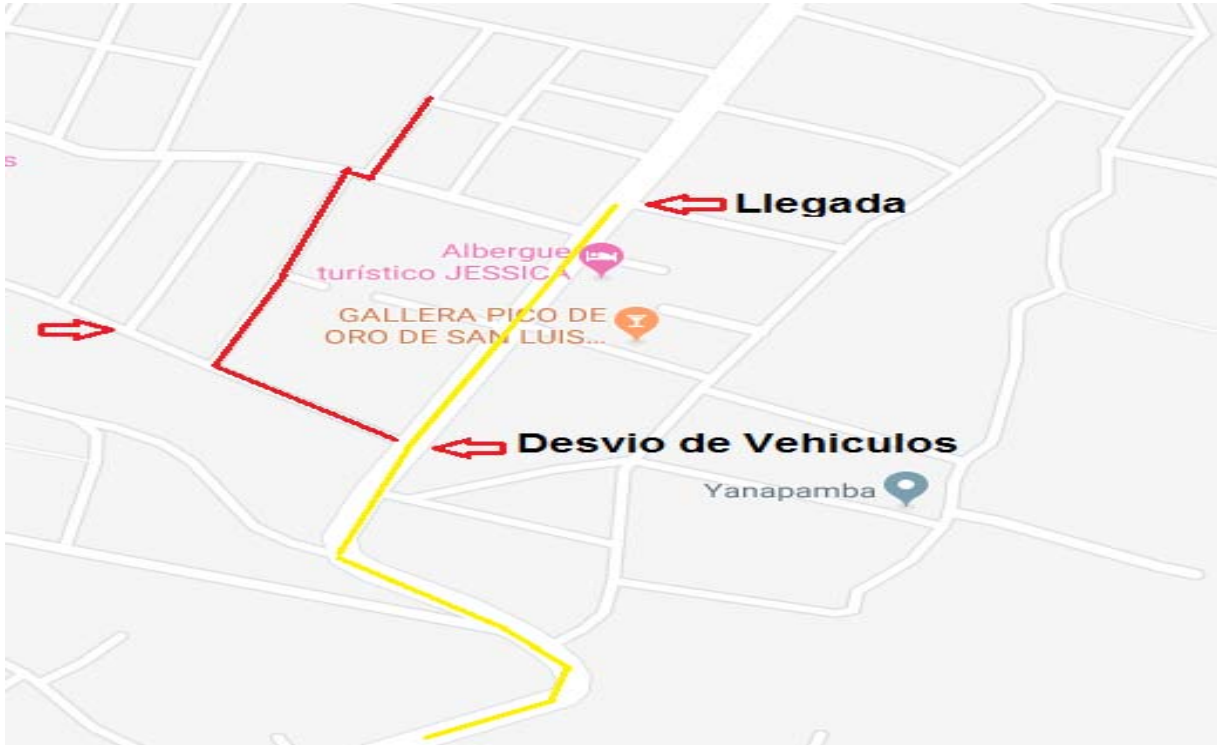 s
Llegada
Albergue
turístico JESSICA
GALLERA PICO DE
ORO DE SAN LUIS...
Desvio de Vehiculos
Yanapamba